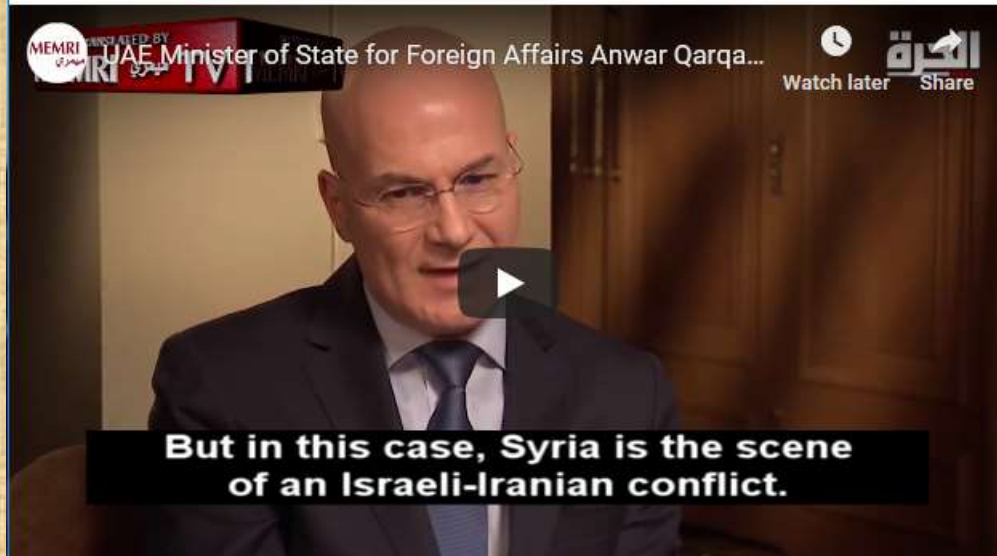 MEMRI
ميمري
TRANSLATED BY
MEMRI ميمري TV
UAE Minister of State for Foreign Affairs Anwar Qarqa...
Watch later
Share
الحرة
But in this case, Syria is the scene
of an Israeli-Iranian conflict.